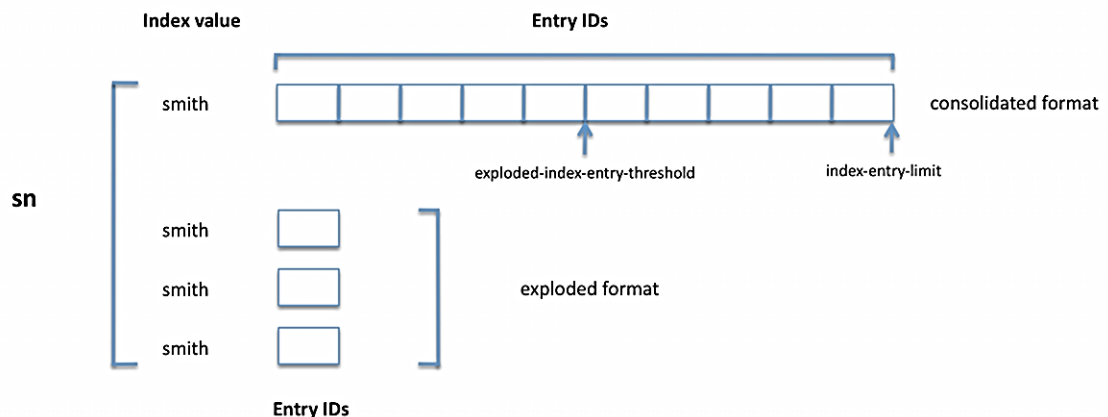 Index value
Entry IDs
smith
consolidated format
exploded-index-entry-threshold
index-entry-limit
sn
smith
smith
exploded format
smith
Entry IDs